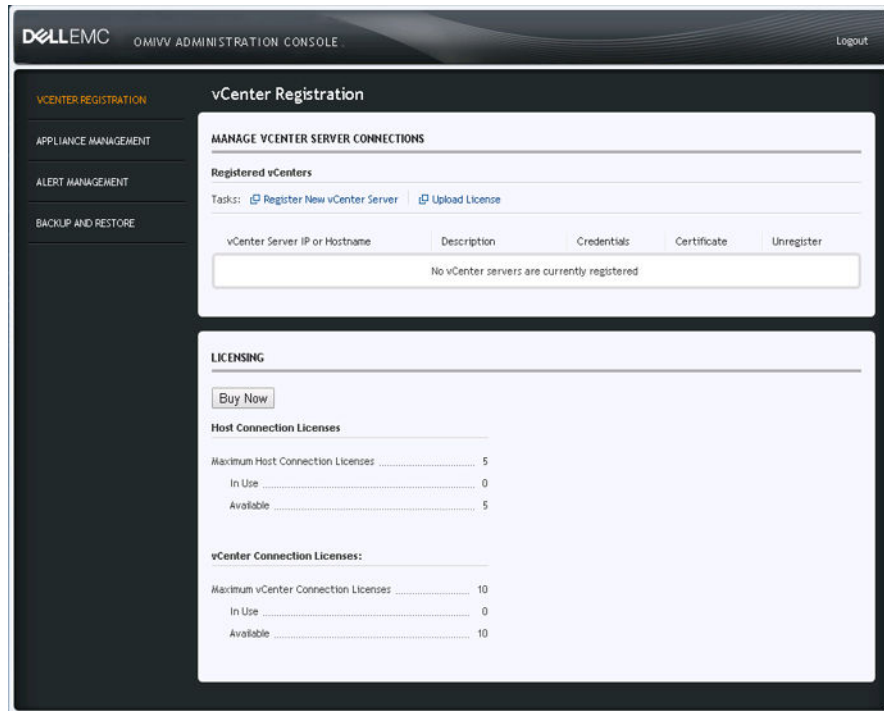 DELLEMC OMIVV ADMINISTRATION CONSOLE
Logout
VCENTER REGISTRATION
APPLIANCE MANAGEMENT
ALERT MANAGEMENT
BACKUP AND RESTORE
vCenter Registration
MANAGE VCENTER SERVER CONNECTIONS
Registered vCenters
Tasks: Register New vCenter Server Upload License
vCenter Server IP or Hostname Description Credentials Certificate Unregister
No vCenter servers are currently registered
LICENSING
Buy Now
Host Connection Licenses
Maximum Host Connection Licenses 5
In Use 0
Available 5
vCenter Connection Licenses:
Maximum vCenter Connection Licenses 10
In Use 0
Available 10